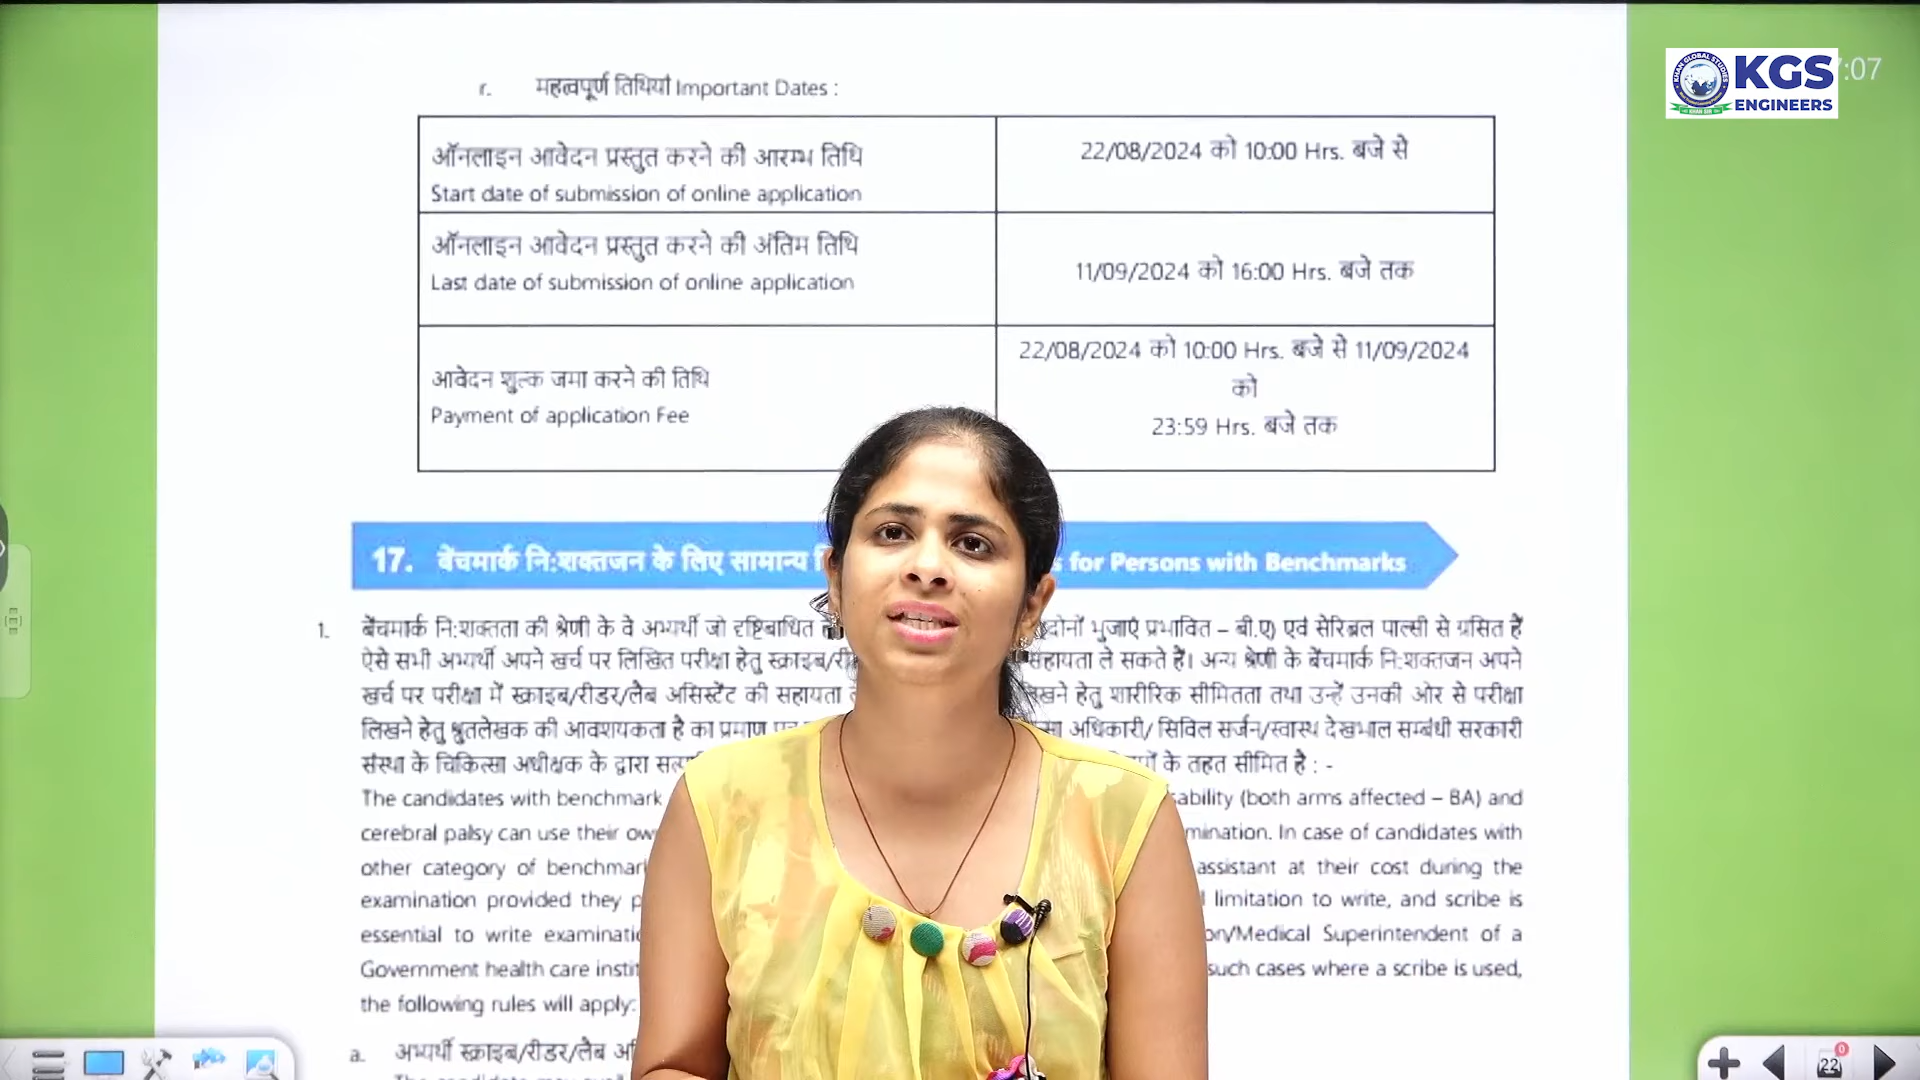 KGS
ENGINEERS
:07
r. महत्वपूर्ण तिथियाँ Important Dates :
ऑनलाइन आवेदन प्रस्तुत करने की आरम्भ तिथि
Start date of submission of online application
22/08/2024 को 10:00 Hrs. बजे से
ऑनलाइन आवेदन प्रस्तुत करने की अंतिम तिथि
Last date of submission of online application
11/09/2024 को 16:00 Hrs. बजे तक
आवेदन शुल्क जमा करने की तिथि
Payment of application Fee
22/08/2024 को 10:00 Hrs. बजे से 11/09/2024
को
23:59 Hrs. बजे तक
17. बेंचमार्क नि:शक्तजन के लिए सामान्य for Persons with Benchmarks
1. बेंचमार्क नि:शक्तता की श्रेणी के वे अभ्यर्थी जो दृष्टिबाधित दोनों भुजाएं प्रभावित – बी.ए) एवं सेरिब्रल पाल्सी से ग्रसित हैं
ऐसे सभी अभ्यर्थी अपने खर्च पर लिखित परीक्षा हेतु स्क्राइब/ सहायता ले सकते हैं। अन्य श्रेणी के बेंचमार्क नि:शक्तजन अपने
खर्च पर परीक्षा में स्क्राइब/रीडर/लैब असिस्टेंट की सहायता लिखने हेतु शारीरिक सीमितता तथा उन्हें उनकी ओर से परीक्षा
लिखने हेतु श्रुतलेखक की आवशयकता है का प्रमाण अधिकारी/ सिविल सर्जन/स्वास्थ देखभाल सम्बंधी सरकारी
संस्था के चिकित्सा अधीक्षक के द्वारा के तहत सीमित है : -
The candidates with benchmark (both arms affected – BA) and
cerebral palsy can use their In case of candidates with
other category of assistant at their cost during the
examination provided they limitation to write, and scribe is
essential to write Superintendent of a
Government health care such cases where a scribe is used,
the following rules will apply:
a. अभ्यर्थी स्क्राइब/रीडर/लैब
22
0